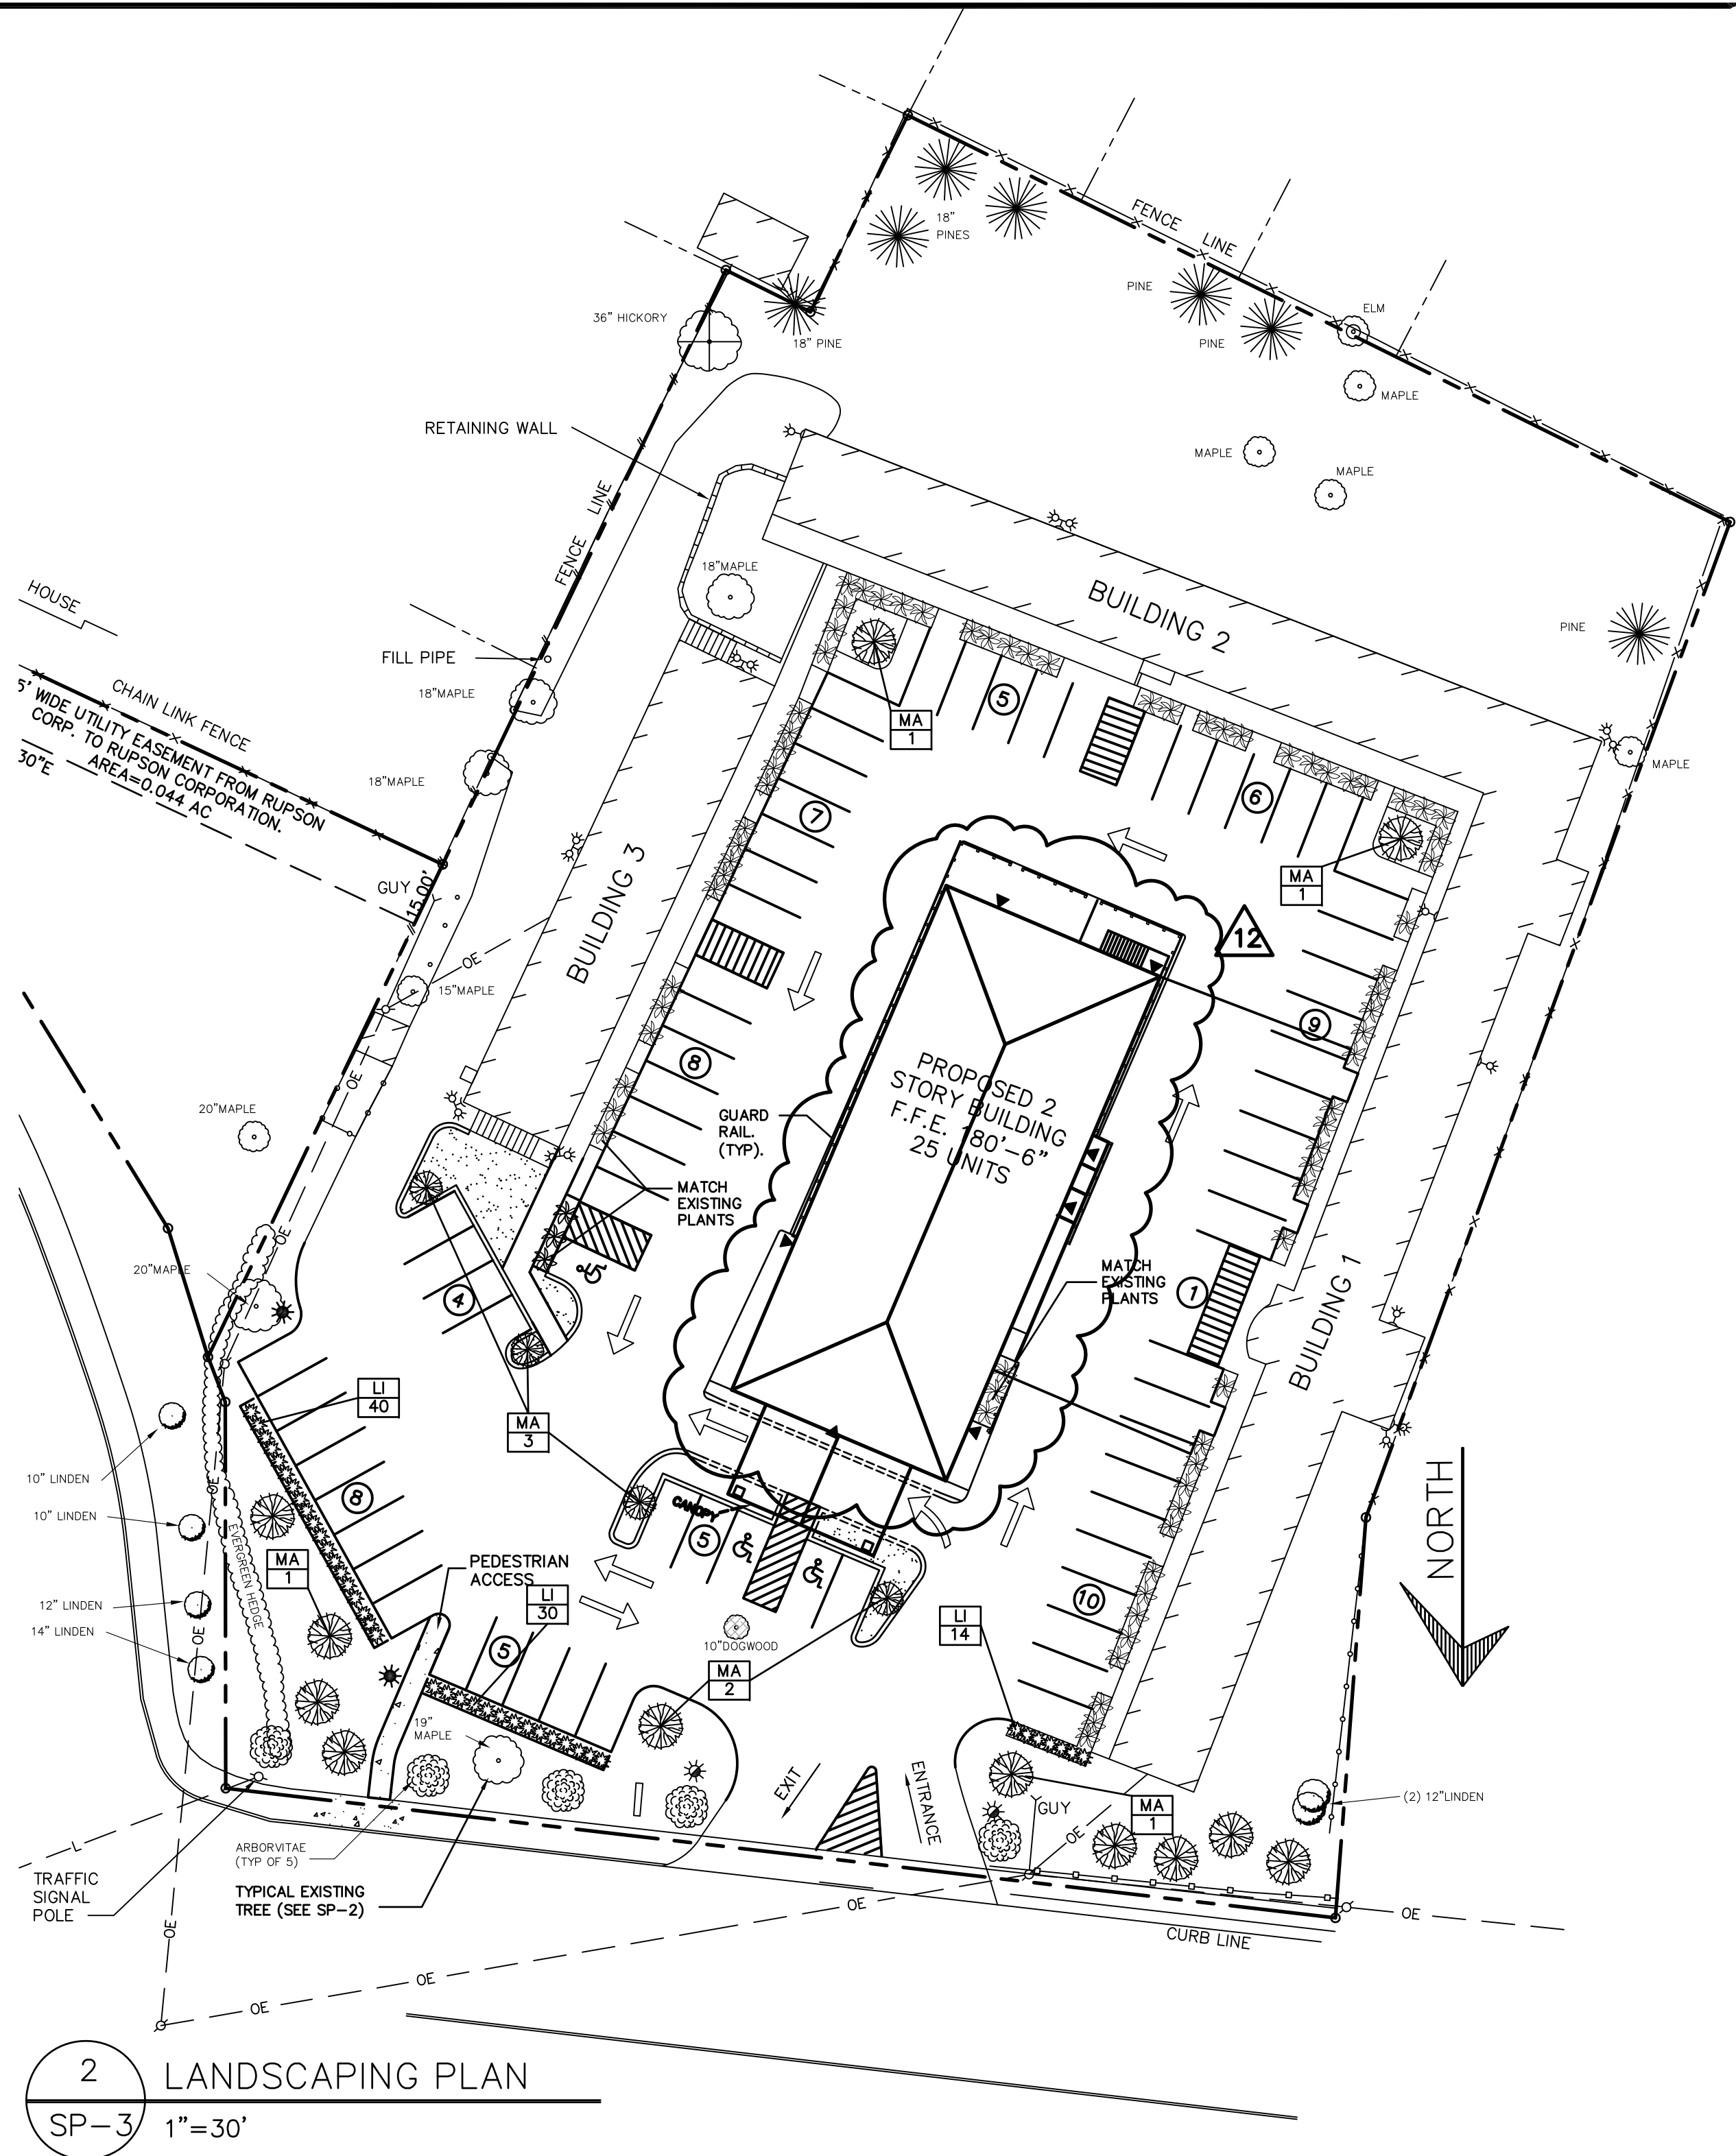 18"
PINES
FENCE LINE
PINE
ELM
36" HICKORY
18" PINE
PINE
MAPLE
RETAINING WALL
MAPLE
MAPLE
FENCE LINE
18"MAPLE
HOUSE
BUILDING 2
PINE
FILL PIPE
CHAIN LINK FENCE
18"MAPLE
5
MA
1
5' WIDE UTILITY EASEMENT FROM RUPSON
CORP. TO RUPSON CORPORATION.
AREA=0.044 AC
30"E
18"MAPLE
MAPLE
6
7
MA
1
GUY
15.00'
BUILDING 3
12
OE
15"MAPLE
9
8
OE
PROPOSED 2
STORY BUILDING
F.F.E. 180'-6"
25 UNITS
20"MAPLE
GUARD
RAIL.
(TYP).
MATCH
EXISTING
PLANTS
OE
20"MAPLE
4
MATCH
EXISTING
PLANTS
1
BUILDING 1
LI
40
MA
3
10" LINDEN
OE
8
CANOPY
5
NORTH
10" LINDEN
EVERGREEN HEDGE
MA
1
PEDESTRIAN
ACCESS
LI
30
12" LINDEN
14" LINDEN
OE
10
LI
14
5
10"DOGWOOD
MA
2
19"
MAPLE
EXIT
ENTRANCE
GUY
MA
1
(2) 12"LINDEN
OE
L
ARBORVITAE
(TYP OF 5)
TRAFFIC
SIGNAL
POLE
TYPICAL EXISTING
TREE (SEE SP-2)
OE
OE
OE
CURB LINE
OE
OE
2
LANDSCAPING PLAN
SP-3
1"=30'